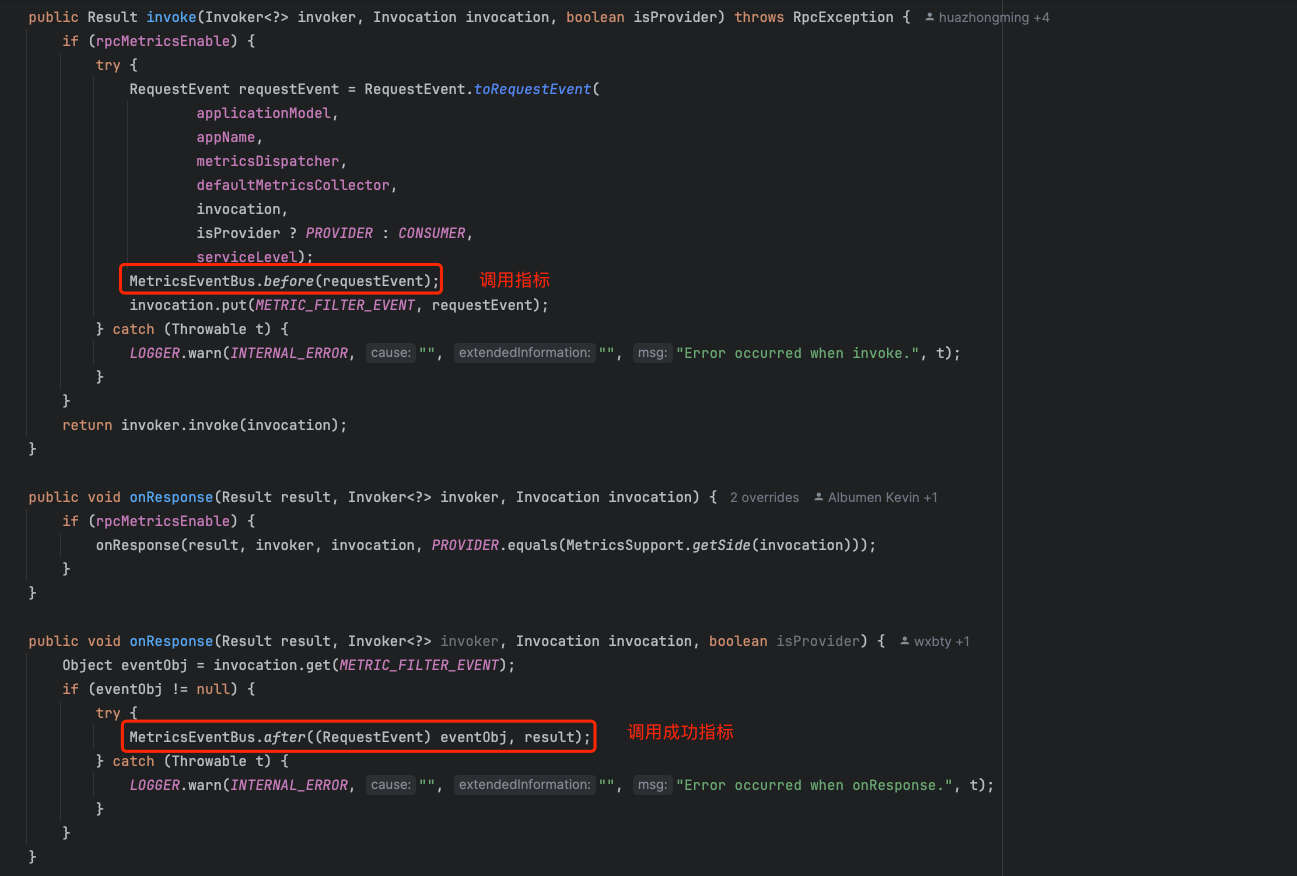 public Result invoke(Invoker<?> invoker, Invocation invocation, boolean isProvider) throws RpcException { huazhongming +4
if (rpcMetricsEnable) {
try {
RequestEvent requestEvent = RequestEvent.toRequestEvent(
applicationModel,
appName,
metricsDispatcher,
defaultMetricsCollector,
invocation,
isProvider ? PROVIDER : CONSUMER,
serviceLevel);
MetricsEventBus.before(requestEvent); 调用指标
invocation.put(METRIC_FILTER_EVENT, requestEvent);
} catch (Throwable t) {
LOGGER.warn(INTERNAL_ERROR, cause: "", extendedInformation: "", msg: "Error occurred when invoke.", t);
}
}
return invoker.invoke(invocation);
}
public void onResponse(Result result, Invoker<?> invoker, Invocation invocation) { 2 overrides Albumen Kevin +1
if (rpcMetricsEnable) {
onResponse(result, invoker, invocation, PROVIDER.equals(MetricsSupport.getSide(invocation)));
}
}
public void onResponse(Result result, Invoker<?> invoker, Invocation invocation, boolean isProvider) { wxbty +1
Object eventObj = invocation.get(METRIC_FILTER_EVENT);
if (eventObj != null) {
try {
MetricsEventBus.after((RequestEvent) eventObj, result); 调用成功指标
} catch (Throwable t) {
LOGGER.warn(INTERNAL_ERROR, cause: "", extendedInformation: "", msg: "Error occurred when onResponse.", t);
}
}
}